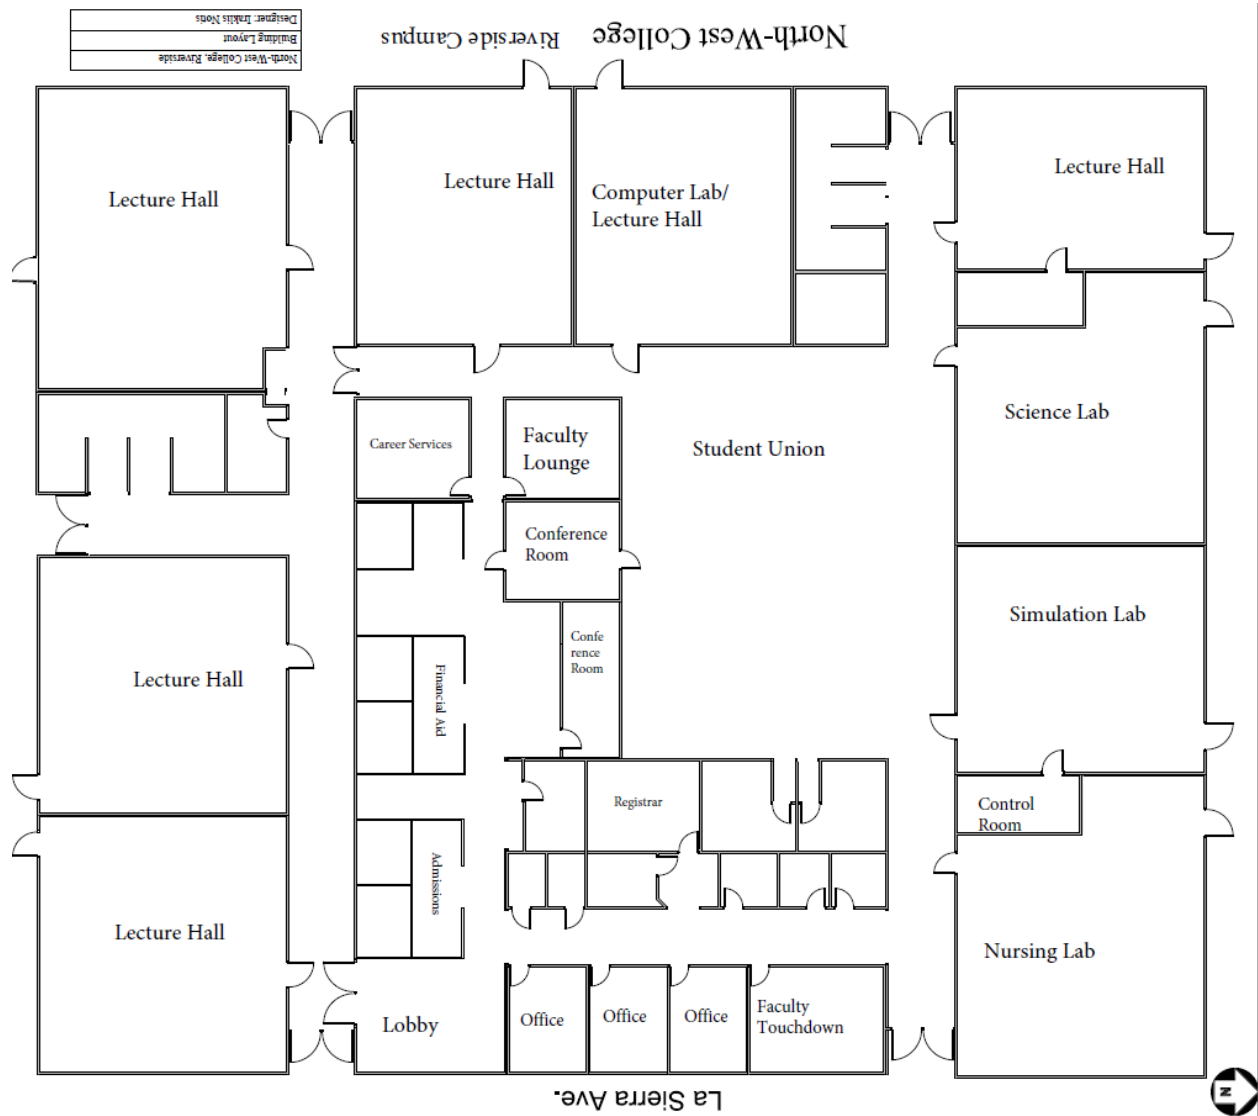 North-West College, Riverside
Building Layout
Designer: Iraklis Notis
North-West College
Riverside Campus
Lecture Hall
Lecture Hall
Computer Lab/
Lecture Hall
Lecture Hall
Career Services
Faculty
Lounge
Student Union
Science Lab
Conference
Room
Confe
rence
Room
Simulation Lab
Lecture Hall
Financial Aid
Registrar
Control
Room
Admissions
Lecture Hall
Nursing Lab
Lobby
Office
Office
Office
Faculty
Touchdown
La Sierra Ave.
N